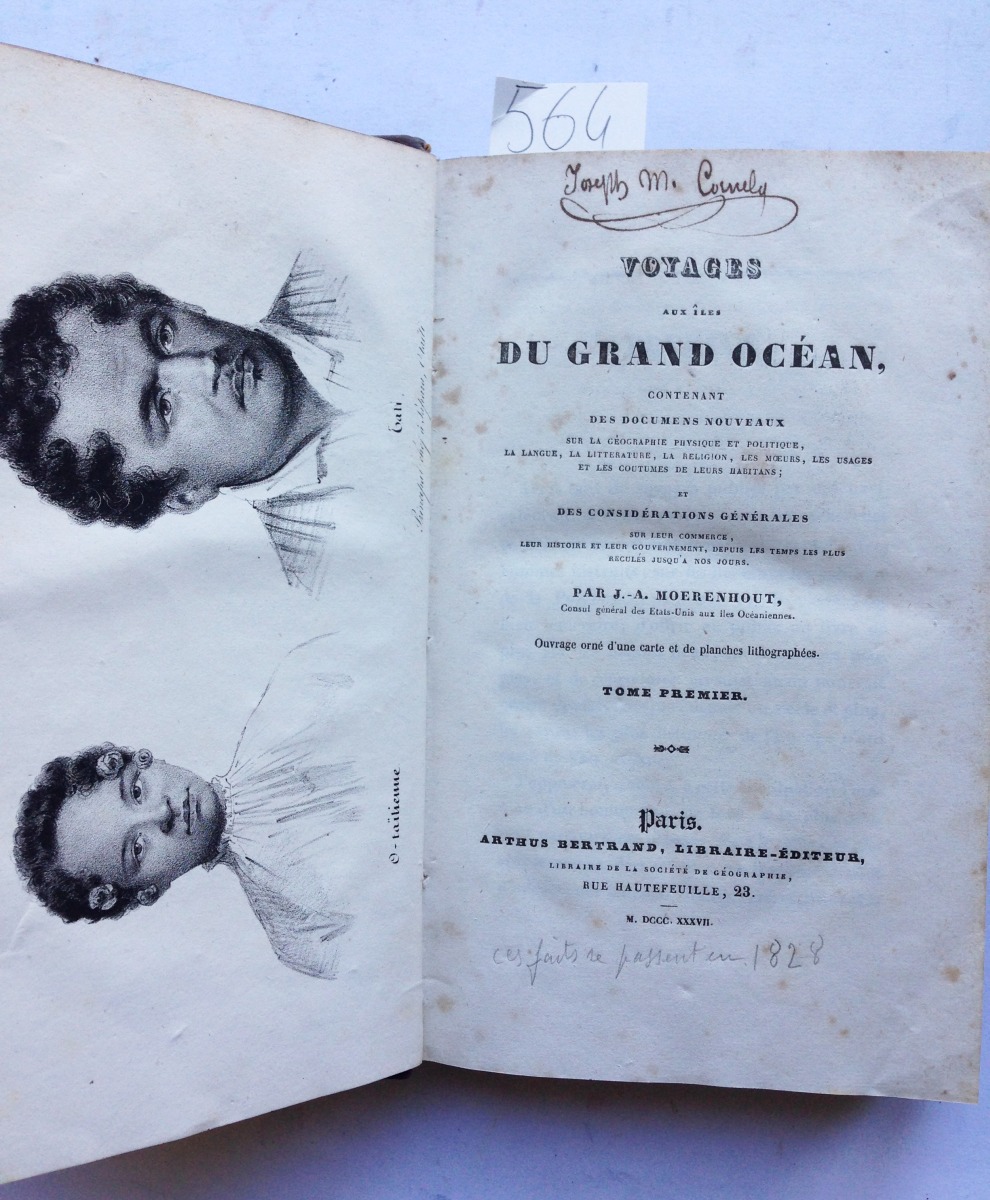 564
Joseph M. Cornely
VOYAGES
AUX ÎLES
DU GRAND OCÉAN,
CONTENANT
DES DOCUMENS NOUVEAUX
SUR LA GÉOGRAPHIE PHYSIQUE ET POLITIQUE,
LA LANGUE, LA LITTÉRATURE, LA RELIGION, LES MŒURS, LES USAGES
ET LES COUTUMES DE LEURS HABITANS;
ET
DES CONSIDÉRATIONS GÉNÉRALES
SUR LEUR COMMERCE,
LEUR HISTOIRE ET LEUR GOUVERNEMENT, DEPUIS LES TEMPS LES PLUS
RECULÉS JUSQU'A NOS JOURS.
PAR J.-A. MOERENHOUT,
Consul général des Etats-Unis aux îles Océaniennes.
Ouvrage orné d'une carte et de planches lithographées.
TOME PREMIER.
Paris.
ARTHUS BERTRAND, LIBRAIRE-ÉDITEUR,
LIBRAIRE DE LA SOCIÉTÉ DE GÉOGRAPHIE,
RUE HAUTEFEUILLE, 23.
M. DCCC. XXXVII.
ces faits se passent en 1828
O-taïtienne